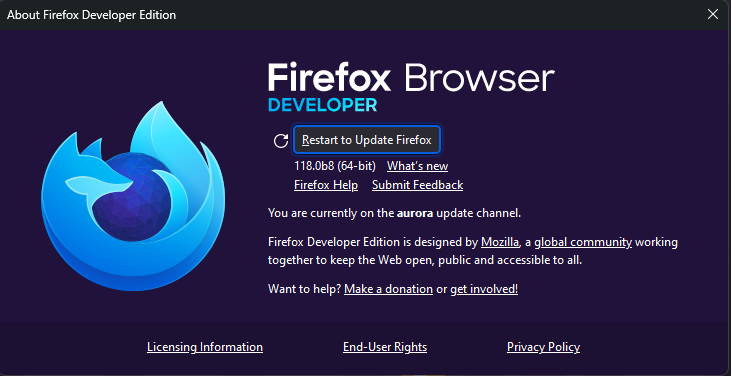 About Firefox Developer Edition
Firefox Browser
DEVELOPER
Restart to Update Firefox
118.0b8 (64-bit) What's new
Firefox Help Submit Feedback
You are currently on the aurora update channel.
Firefox Developer Edition is designed by Mozilla, a global community working
together to keep the Web open, public and accessible to all.
Want to help? Make a donation or get involved!
Licensing Information End-User Rights Privacy Policy